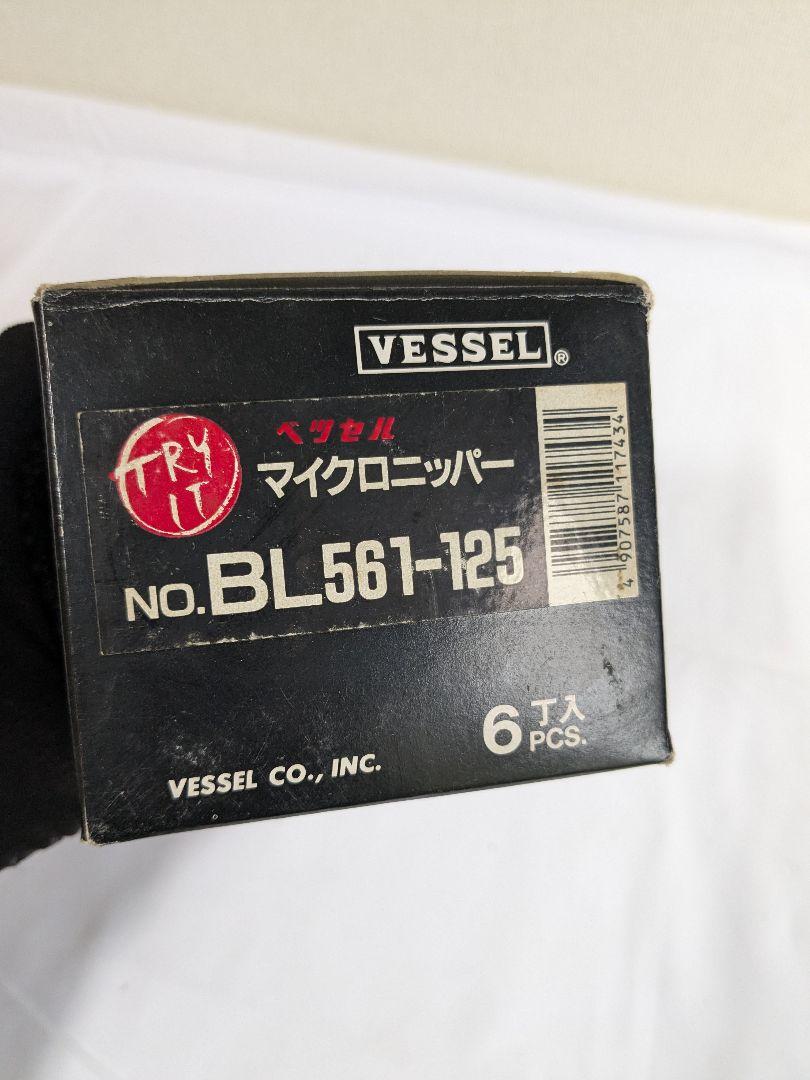 VESSEL®
TRY
IT
ベッセル
マイクロニッパー
NO.BL561-125
4 907587 117434
6丁入
PCS.
VESSEL CO., INC.